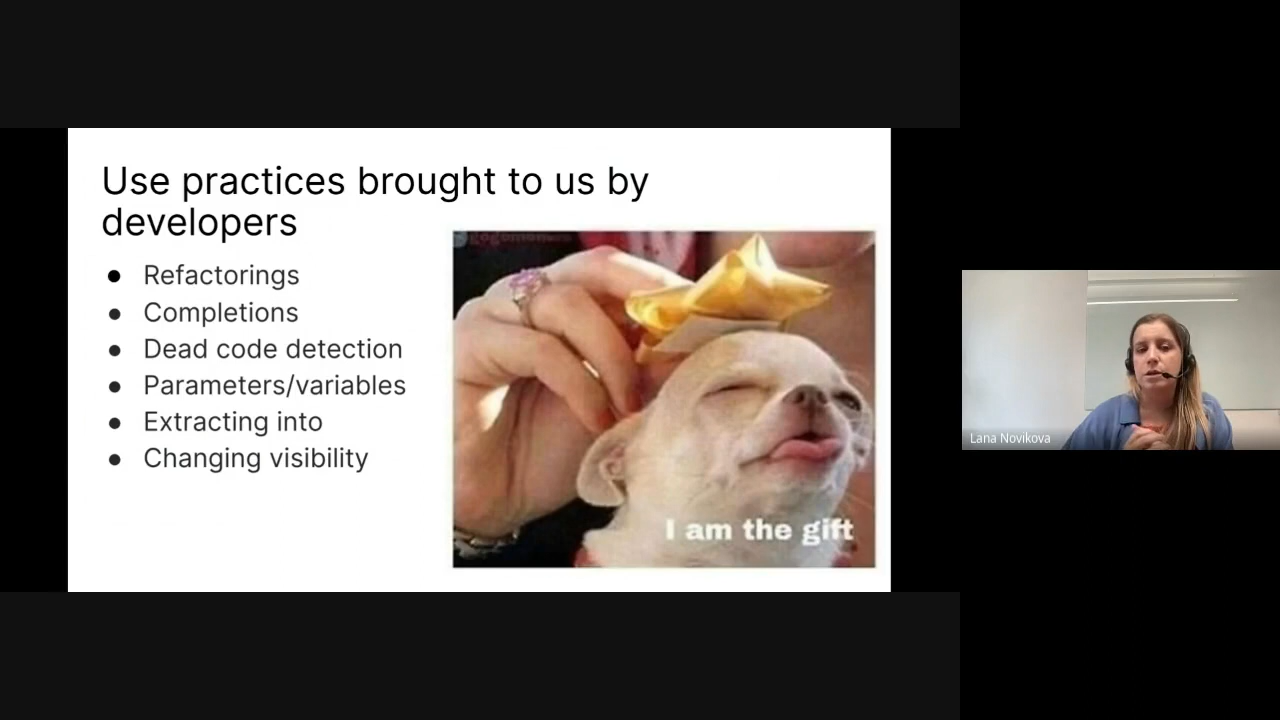 Use practices brought to us by
developers
● Refactorings
● Completions
● Dead code detection
● Parameters/variables
● Extracting into
● Changing visibility
I am the gift
Lana Novikova